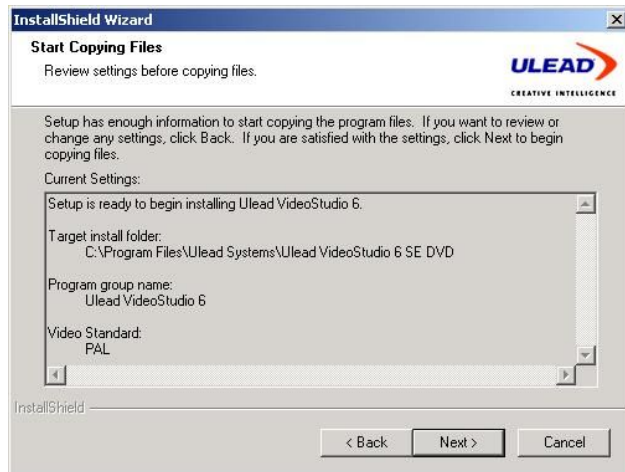 InstallShield Wizard
Start Copying Files
Review settings before copying files.
ULEAD
CREATIVE INTELLIGENCE
Setup has enough information to start copying the program files. If you want to review or
change any settings, click Back. If you are satisfied with the settings, click Next to begin
copying files.
Current Settings:
Setup is ready to begin installing Ulead VideoStudio 6.
Target install folder:
C:\Program Files\Ulead Systems\Ulead VideoStudio 6 SE DVD
Program group name:
Ulead VideoStudio 6
Video Standard:
PAL
InstallShield
< Back Next > Cancel